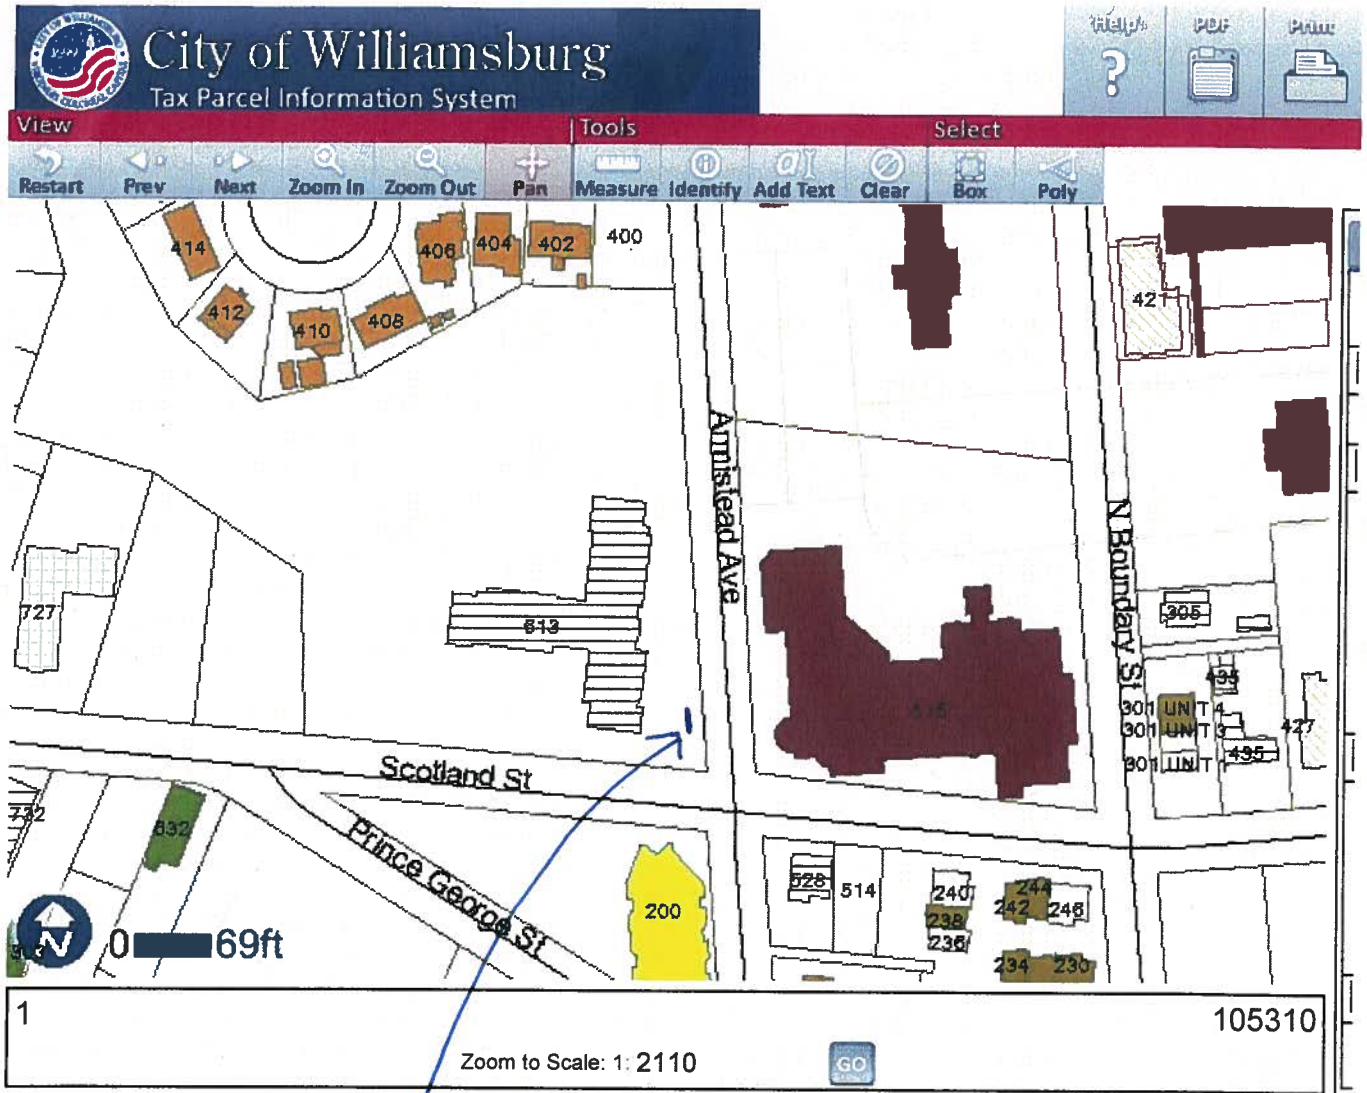 Help PDF Print
City of Williamsburg
Tax Parcel Information System
View Tools Select
Restart Prev Next Zoom In Zoom Out Pan Measure Identify Add Text Clear Box Poly
414 406 404 402 400
412 410 408
421
Armistead Ave
N Boundary St
727
613
305
435
301 UNIT 4
301 UNIT 3
427
301 UNIT 1
435
Scotland St
732
632
Prince George St
200
528
514
240
244
242
246
238
236
234
230
N
0 69ft
1 105310
Zoom to Scale: 1: 2110 GO